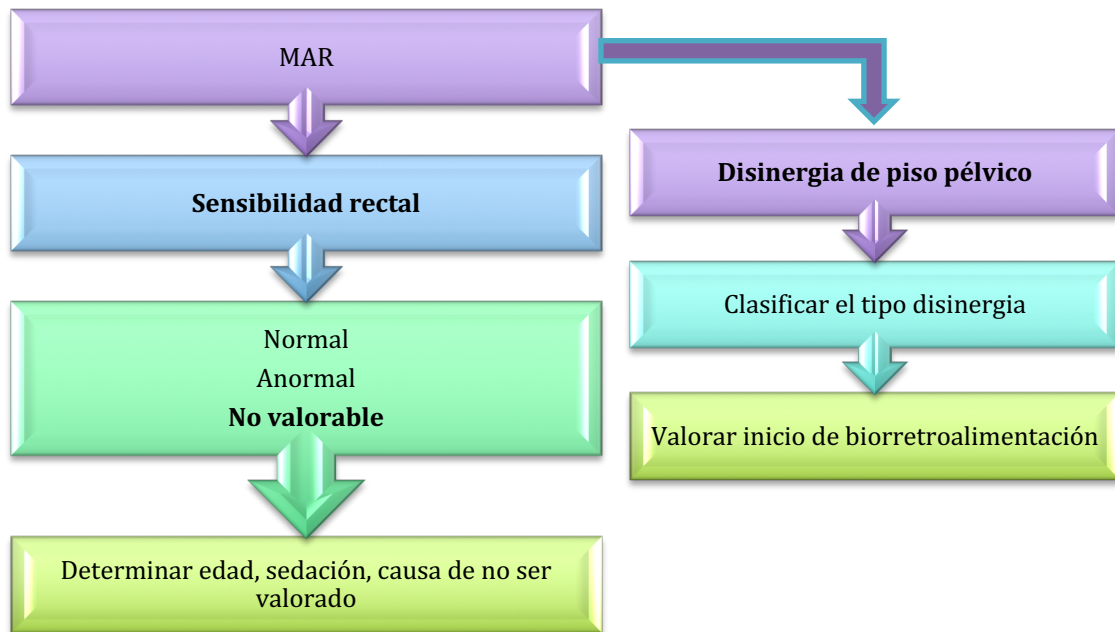 MAR
Sensibilidad rectal
Normal
Anormal
No valorable
Determinar edad, sedación, causa de no ser
valorado
Disinergia de piso pélvico
Clasificar el tipo disinergia
Valorar inicio de biorretroalimentación